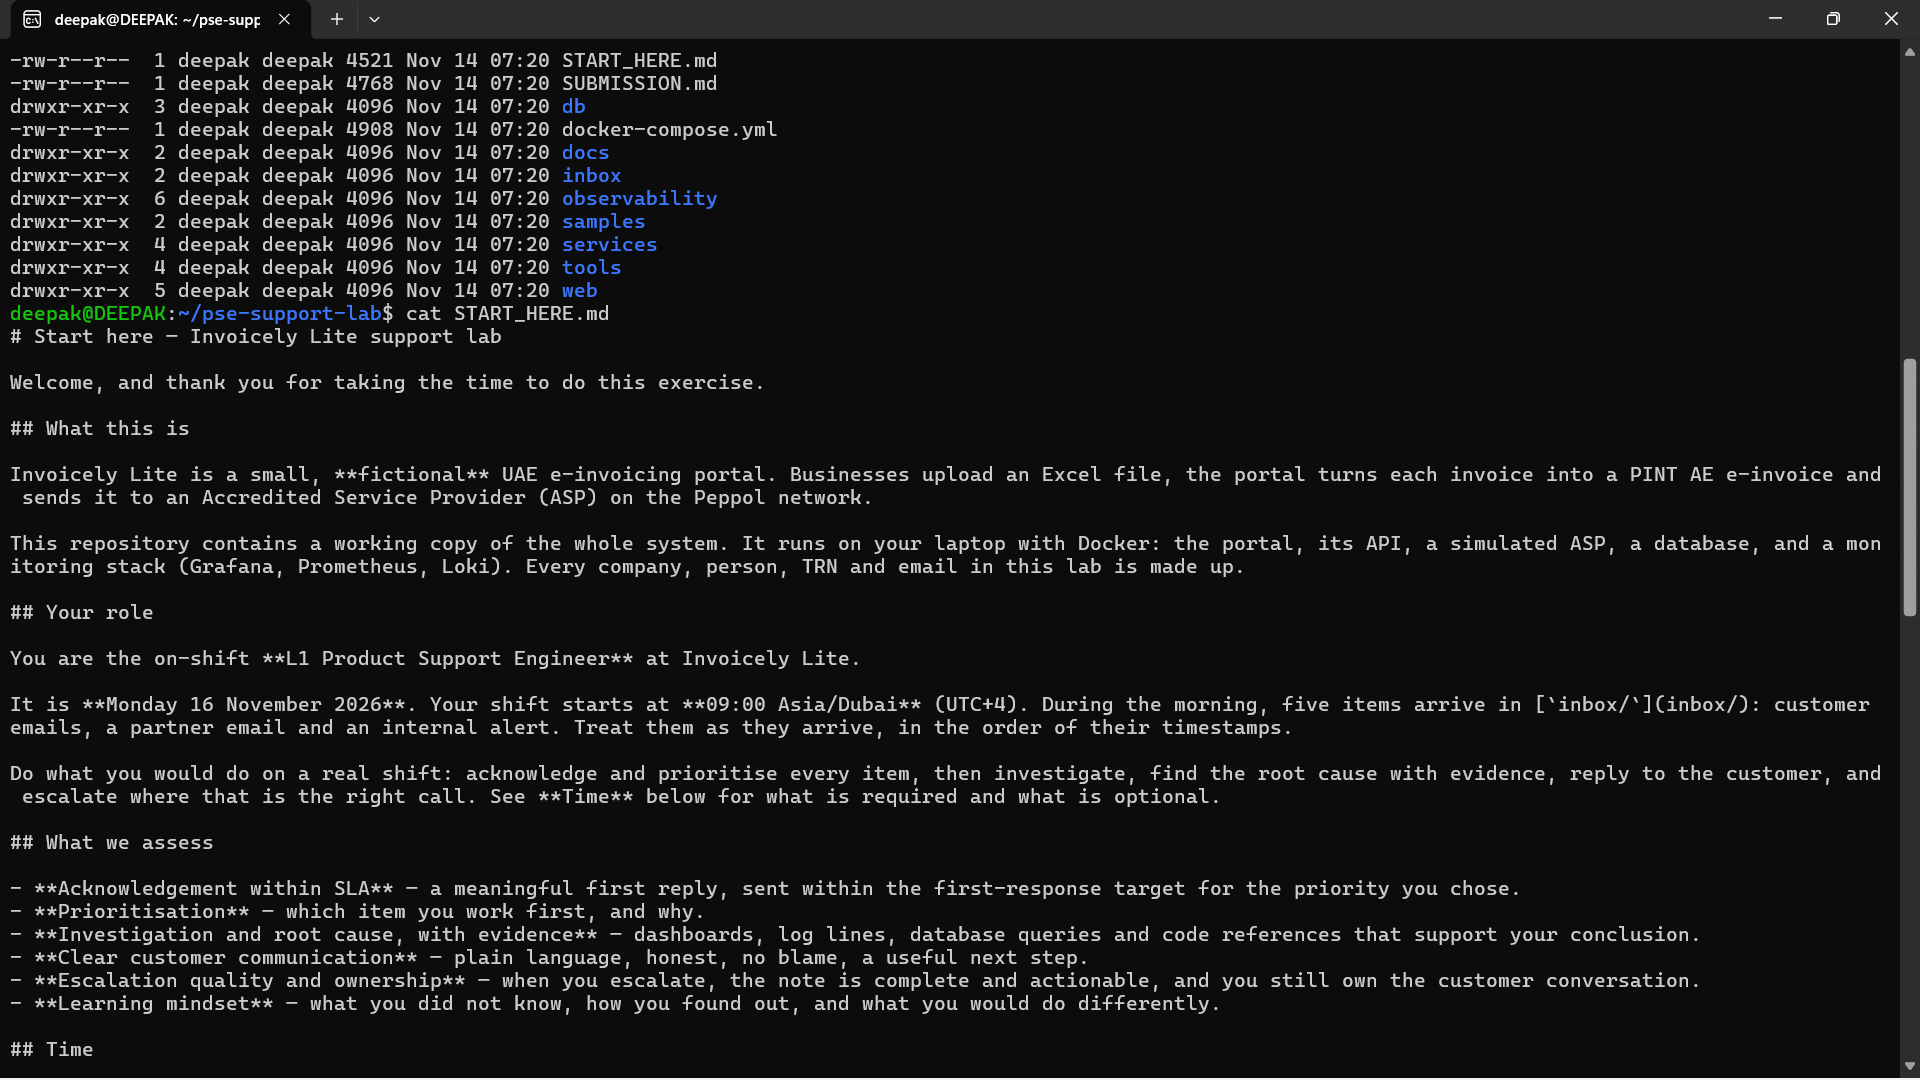 deepak@DEEPAK: ~/pse-supp
-rw-r--r--  1 deepak deepak 4521 Nov 14 07:20 START_HERE.md
-rw-r--r--  1 deepak deepak 4768 Nov 14 07:20 SUBMISSION.md
drwxr-xr-x  3 deepak deepak 4096 Nov 14 07:20 db
-rw-r--r--  1 deepak deepak 4908 Nov 14 07:20 docker-compose.yml
drwxr-xr-x  2 deepak deepak 4096 Nov 14 07:20 docs
drwxr-xr-x  2 deepak deepak 4096 Nov 14 07:20 inbox
drwxr-xr-x  6 deepak deepak 4096 Nov 14 07:20 observability
drwxr-xr-x  2 deepak deepak 4096 Nov 14 07:20 samples
drwxr-xr-x  4 deepak deepak 4096 Nov 14 07:20 services
drwxr-xr-x  4 deepak deepak 4096 Nov 14 07:20 tools
drwxr-xr-x  5 deepak deepak 4096 Nov 14 07:20 web
deepak@DEEPAK:~/pse-support-lab$ cat START_HERE.md
# Start here — Invoicely Lite support lab
Welcome, and thank you for taking the time to do this exercise.
## What this is
Invoicely Lite is a small, **fictional** UAE e-invoicing portal. Businesses upload an Excel file, the portal turns each invoice into a PINT AE e-invoice and
 sends it to an Accredited Service Provider (ASP) on the Peppol network.
This repository contains a working copy of the whole system. It runs on your laptop with Docker: the portal, its API, a simulated ASP, a database, and a mon
itoring stack (Grafana, Prometheus, Loki). Every company, person, TRN and email in this lab is made up.
## Your role
You are the on-shift **L1 Product Support Engineer** at Invoicely Lite.
It is **Monday 16 November 2026**. Your shift starts at **09:00 Asia/Dubai** (UTC+4). During the morning, five items arrive in [`inbox/`](inbox/): customer
emails, a partner email and an internal alert. Treat them as they arrive, in the order of their timestamps.
Do what you would do on a real shift: acknowledge and prioritise every item, then investigate, find the root cause with evidence, reply to the customer, and
 escalate where that is the right call. See **Time** below for what is required and what is optional.
## What we assess
- **Acknowledgement within SLA** — a meaningful first reply, sent within the first-response target for the priority you chose.
- **Prioritisation** — which item you work first, and why.
- **Investigation and root cause, with evidence** — dashboards, log lines, database queries and code references that support your conclusion.
- **Clear customer communication** — plain language, honest, no blame, a useful next step.
- **Escalation quality and ownership** — when you escalate, the note is complete and actionable, and you still own the customer conversation.
- **Learning mindset** — what you did not know, how you found out, and what you would do differently.
## Time